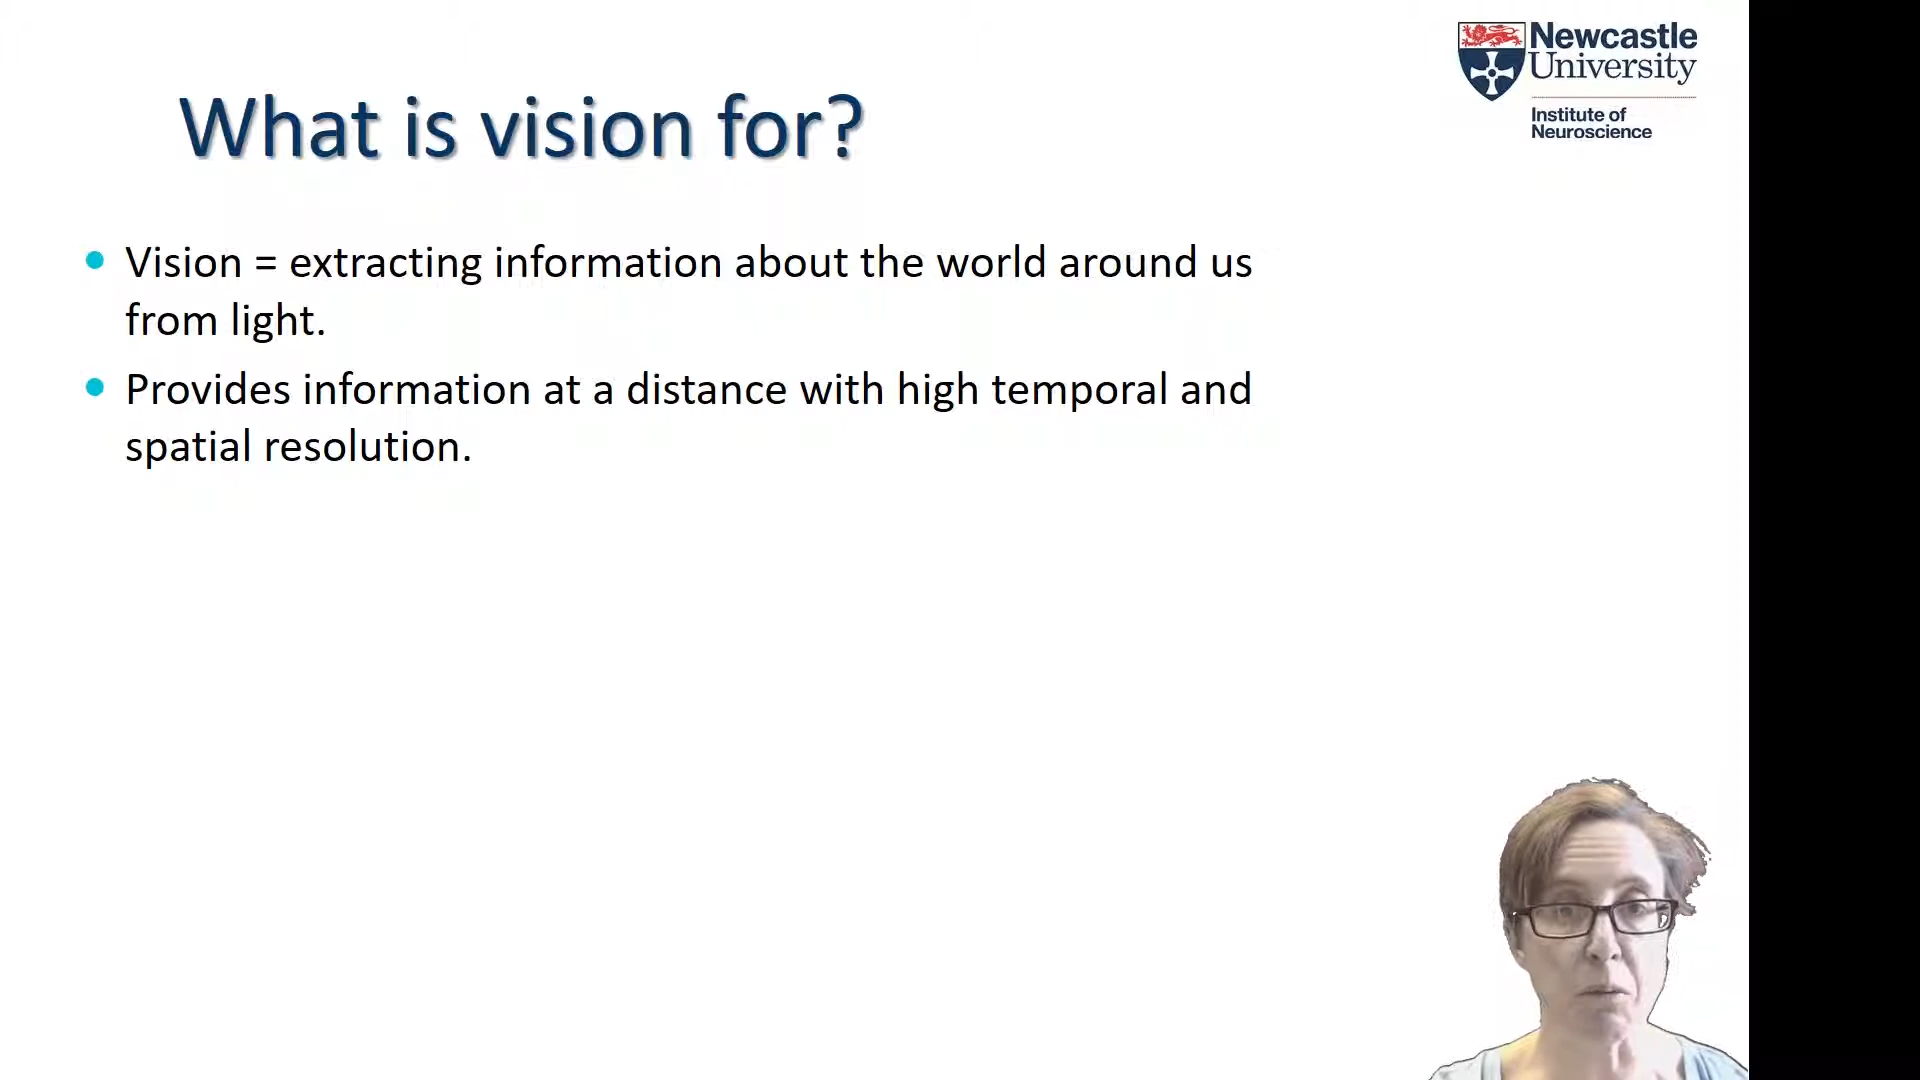 Newcastle
University
Institute of
Neuroscience
What is vision for?
Vision = extracting information about the world around us
from light.
Provides information at a distance with high temporal and
spatial resolution.